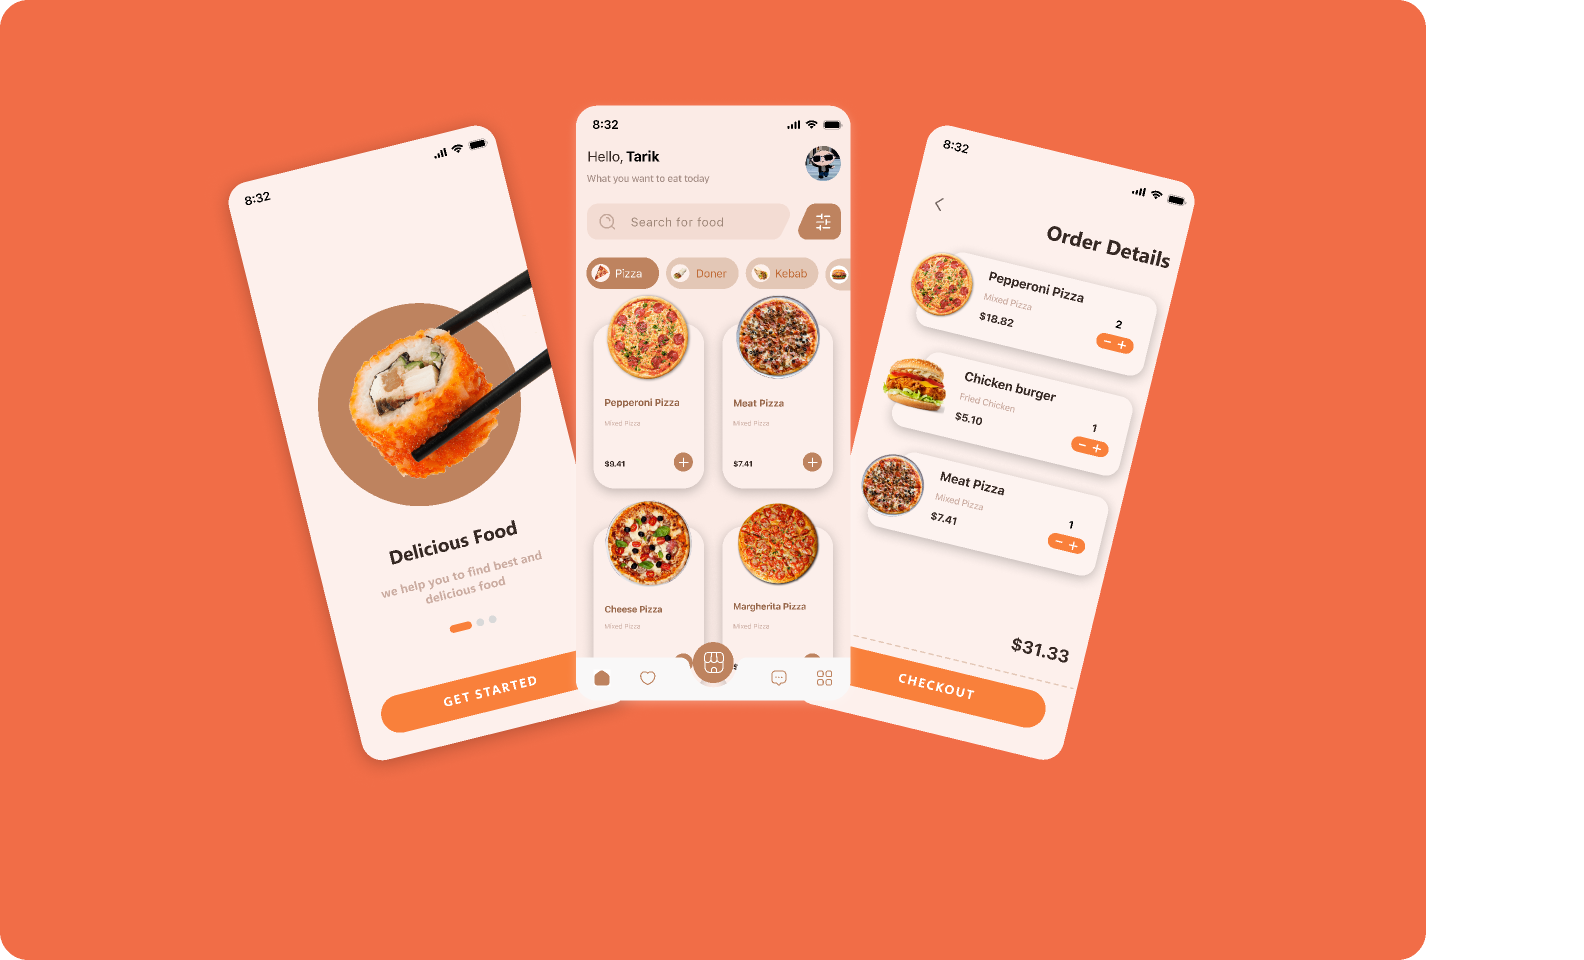 8:32
Delicious Food
we help you to find best and
delicious food
GET STARTED
8:32
Hello, Tarik
What you want to eat today
Search for food
Pizza
Doner
Kebab
Pepperoni Pizza
Mixed Pizza
$9.41
Meat Pizza
Mixed Pizza
$7.41
Cheese Pizza
Mixed Pizza
Margherita Pizza
Mixed Pizza
8:32
Order Details
Pepperoni Pizza
Mixed Pizza
$18.82
2
Chicken burger
Fried Chicken
$5.10
1
Meat Pizza
Mixed Pizza
$7.41
1
$31.33
CHECKOUT